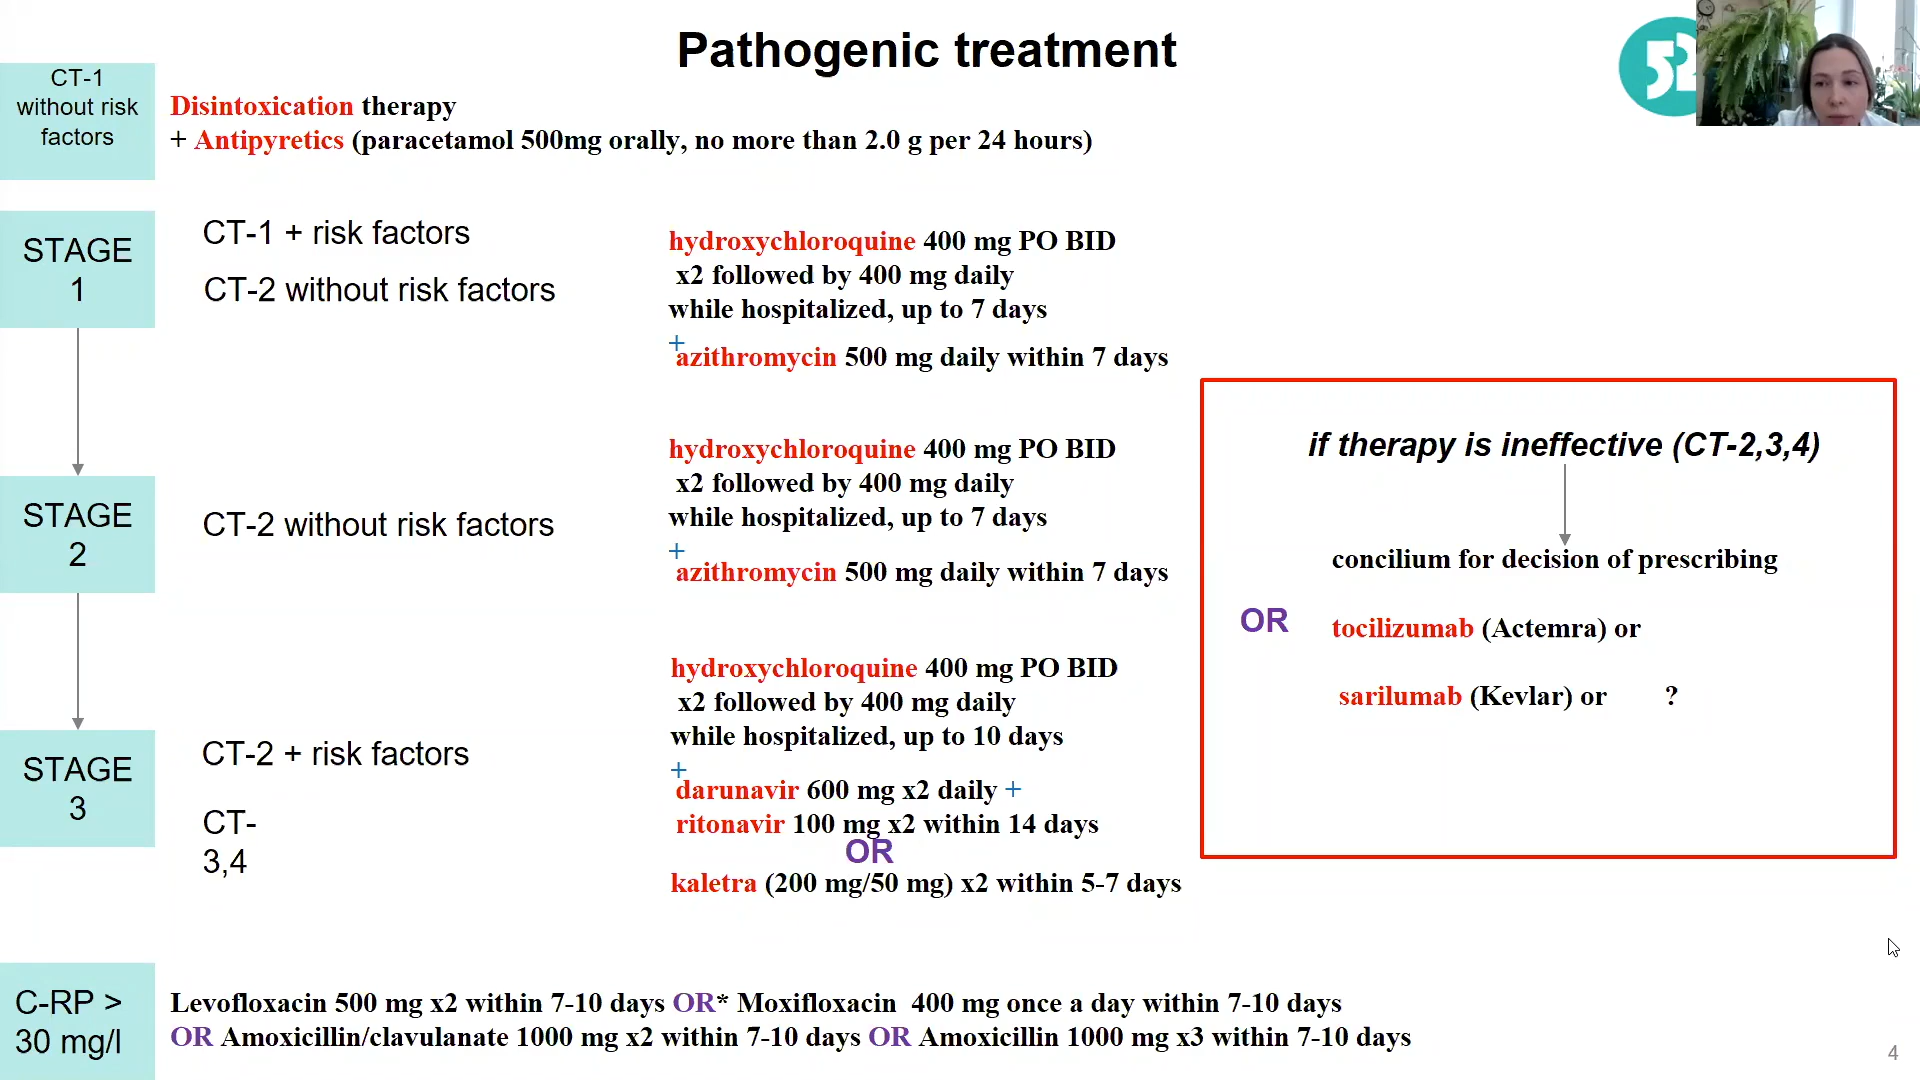 Pathogenic treatment
52
CT-1
without risk
factors
Disintoxication therapy
+ Antipyretics (paracetamol 500mg orally, no more than 2.0 g per 24 hours)
STAGE
1
CT-1 + risk factors
CT-2 without risk factors
hydroxychloroquine 400 mg PO BID
x2 followed by 400 mg daily
while hospitalized, up to 7 days
+
azithromycin 500 mg daily within 7 days
STAGE
2
CT-2 without risk factors
hydroxychloroquine 400 mg PO BID
x2 followed by 400 mg daily
while hospitalized, up to 7 days
+
azithromycin 500 mg daily within 7 days
STAGE
3
CT-2 + risk factors
CT-
3,4
hydroxychloroquine 400 mg PO BID
x2 followed by 400 mg daily
while hospitalized, up to 10 days
+
darunavir 600 mg x2 daily +
ritonavir 100 mg x2 within 14 days
OR
kaletra (200 mg/50 mg) x2 within 5-7 days
if therapy is ineffective (CT-2,3,4)
concilium for decision of prescribing
OR
tocilizumab (Actemra) or
sarilumab (Kevlar) or ?
C-RP >
30 mg/l
Levofloxacin 500 mg x2 within 7-10 days OR* Moxifloxacin 400 mg once a day within 7-10 days
OR Amoxicillin/clavulanate 1000 mg x2 within 7-10 days OR Amoxicillin 1000 mg x3 within 7-10 days
4